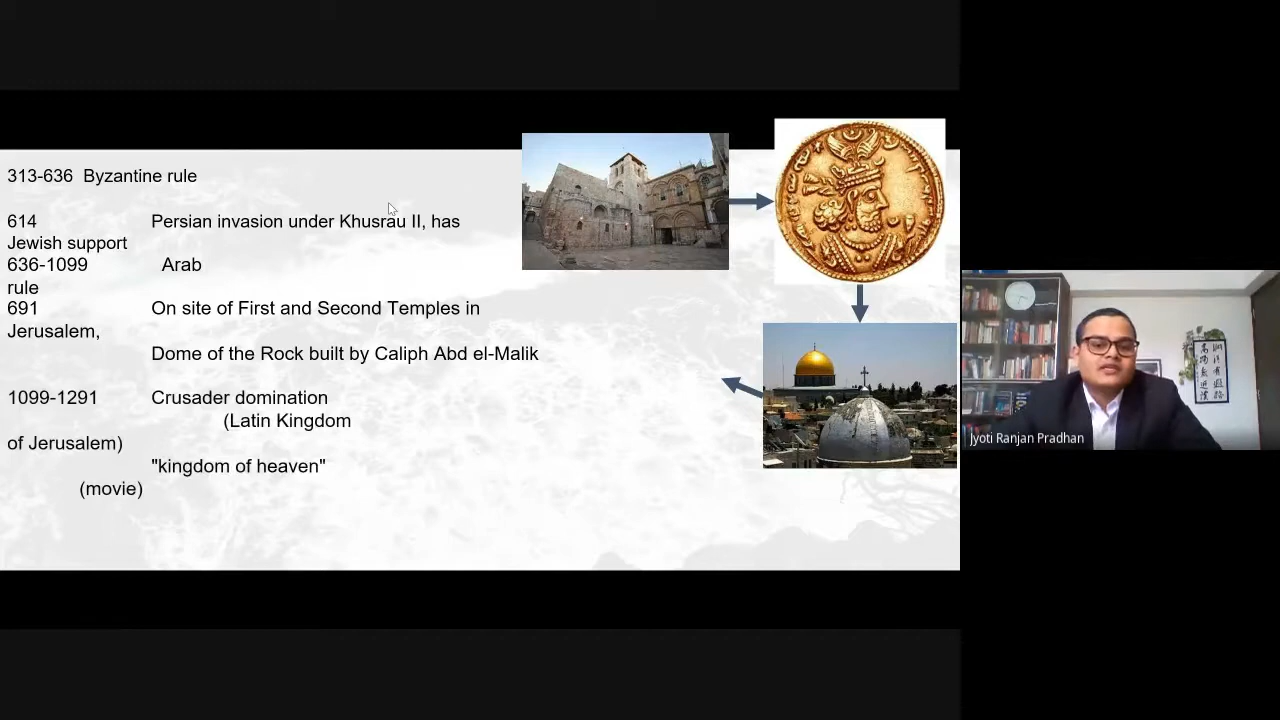 313-636 Byzantine rule
614 Persian invasion under Khusrau II, has
Jewish support
636-1099 Arab
rule
691 On site of First and Second Temples in
Jerusalem,
Dome of the Rock built by Caliph Abd el-Malik
1099-1291 Crusader domination
(Latin Kingdom
of Jerusalem)
"kingdom of heaven"
(movie)
Jyoti Ranjan Pradhan